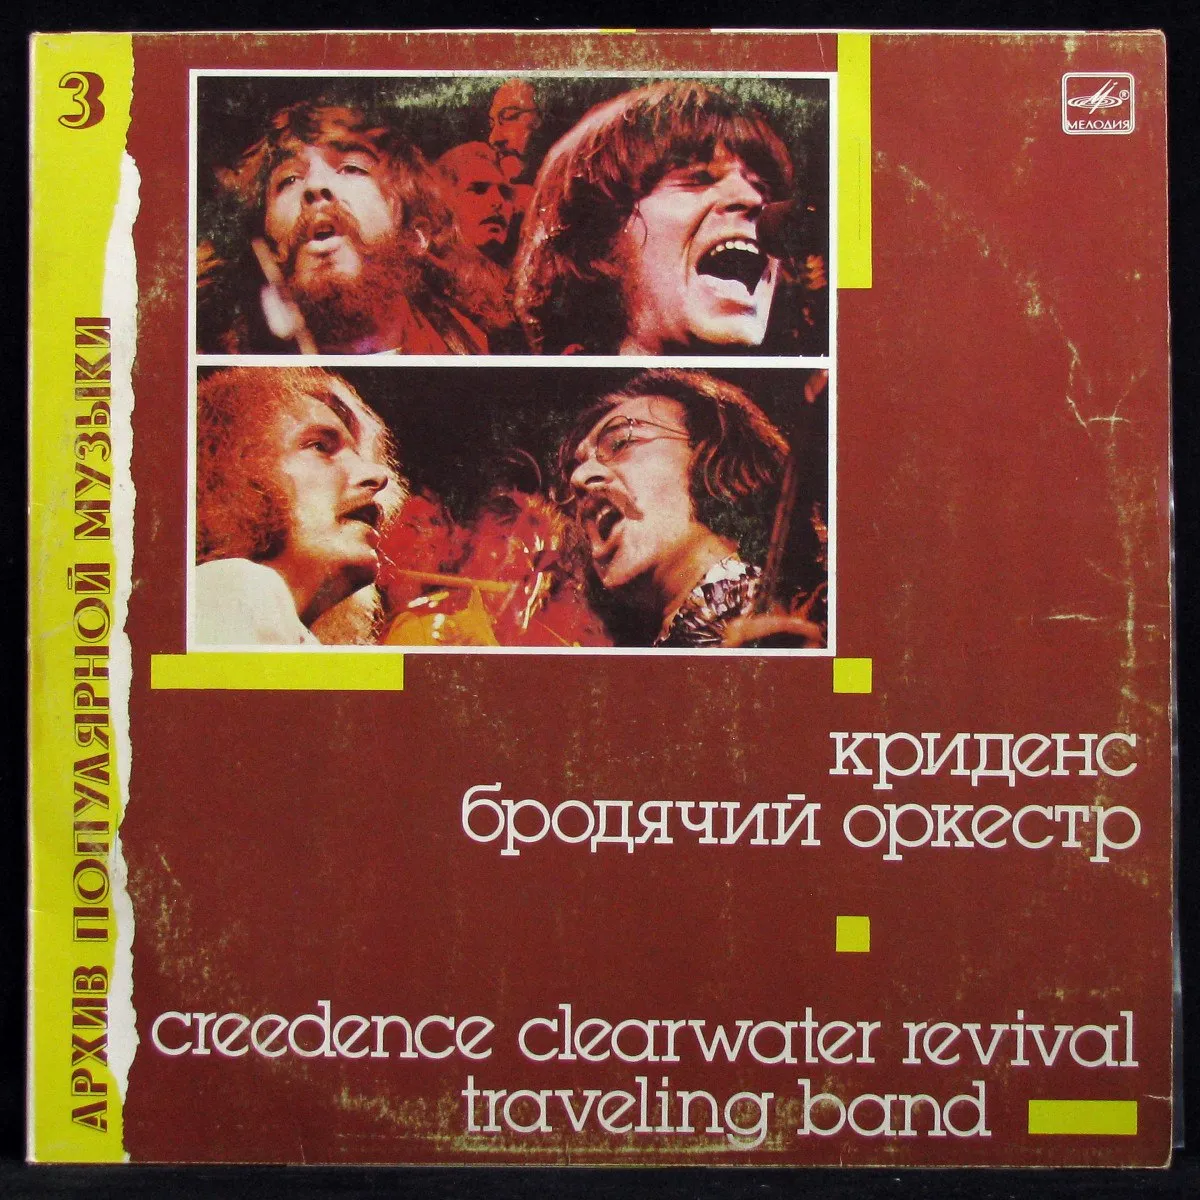 3
АРХИВ ПОПУЛЯРНОЙ МУЗЫКИ
МЕЛОДИЯ
®
криденс
бродячий оркестр
creedence clearwater revival
traveling band